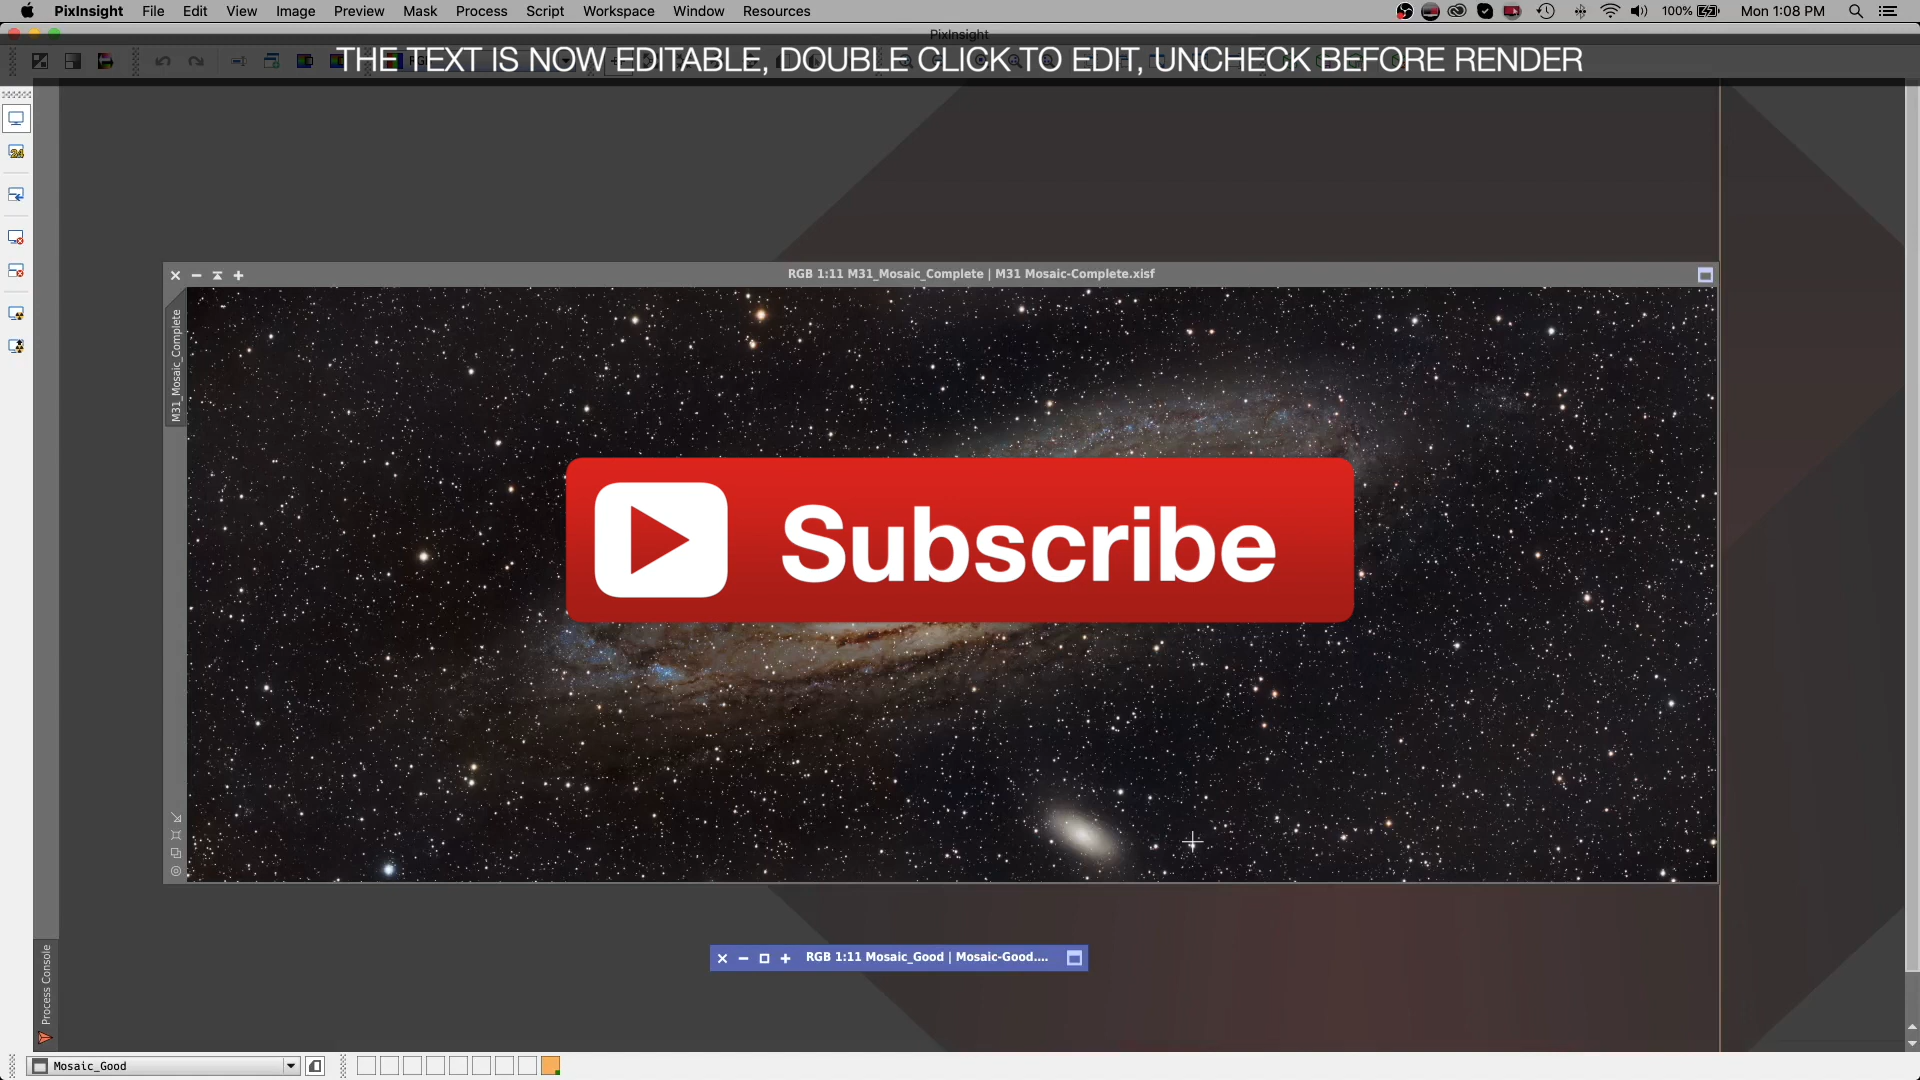 PixInsight File Edit View Image Preview Mask Process Script Workspace Window Resources 100% Mon 1:08 PM
PixInsight
THE TEXT IS NOW EDITABLE, DOUBLE CLICK TO EDIT, UNCHECK BEFORE RENDER
24
RGB 1:11 M31_Mosaic_Complete | M31 Mosaic-Complete.xisf
M31_Mosaic_Complete
Subscribe
RGB 1:11 Mosaic_Good | Mosaic-Good....
Process Console
Mosaic_Good